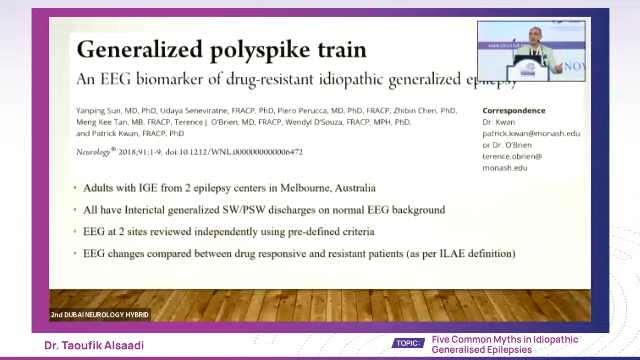 Generalized polyspike train
An EEG biomarker of drug-resistant idiopathic generalized epilepsy
Yanping Sun, MD, PhD, Udaya Seneviratne, FRACP, PhD, Piero Perucca, MD, PhD, FRACP, Zhibin Chen, PhD,
Meng Kee Tan, MB, FRACP, Terence J. O'Brien, MD, FRACP, Wendyl D'Souza, FRACP, MPH, PhD,
and Patrick Kwan, FRACP, PhD
Neurology® 2018;91:1-9. doi:10.1212/WNL.0000000000006472
Correspondence
Dr. Kwan
patrick.kwan@monash.edu
or Dr. O'Brien
terence.obrien@
monash.edu
• Adults with IGE from 2 epilepsy centers in Melbourne, Australia
• All have Interictal generalized SW/PSW discharges on normal EEG background
• EEG at 2 sites reviewed independently using pre-defined criteria
• EEG changes compared between drug responsive and resistant patients (as per ILAE definition)
2nd DUBAI NEUROLOGY HYBRID
Dr. Taoufik Alsaadi
TOPIC:
Five Common Myths in Idiopathic
Generalised Epilepsies